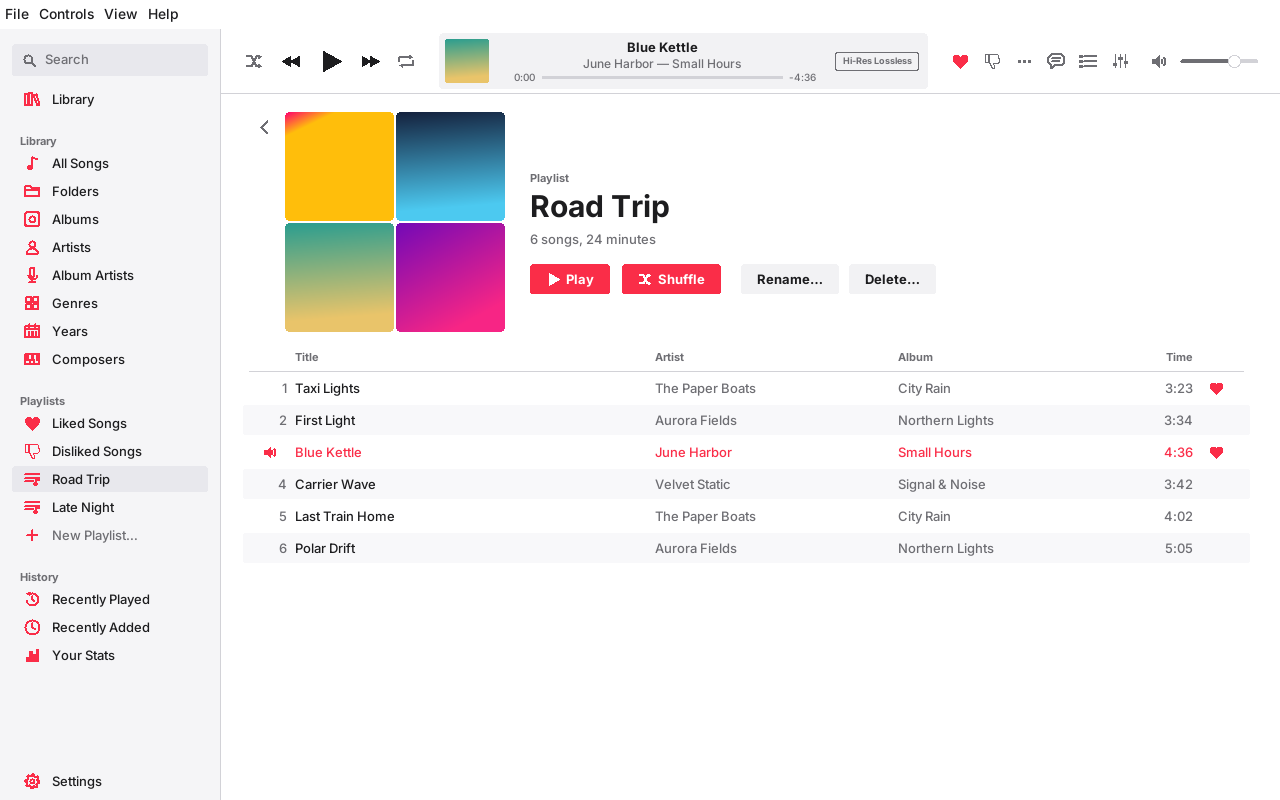 File Controls View Help
Search
Library
Library
All Songs
Folders
Albums
Artists
Album Artists
Genres
Years
Composers
Playlists
Liked Songs
Disliked Songs
Road Trip
Late Night
New Playlist...
History
Recently Played
Recently Added
Your Stats
Settings
Blue Kettle
June Harbor — Small Hours
0:00 -4:36
Hi-Res Lossless
Playlist
Road Trip
6 songs, 24 minutes
Play Shuffle Rename... Delete...
Title Artist Album Time
1 Taxi Lights The Paper Boats City Rain 3:23
2 First Light Aurora Fields Northern Lights 3:34
Blue Kettle June Harbor Small Hours 4:36
4 Carrier Wave Velvet Static Signal & Noise 3:42
5 Last Train Home The Paper Boats City Rain 4:02
6 Polar Drift Aurora Fields Northern Lights 5:05